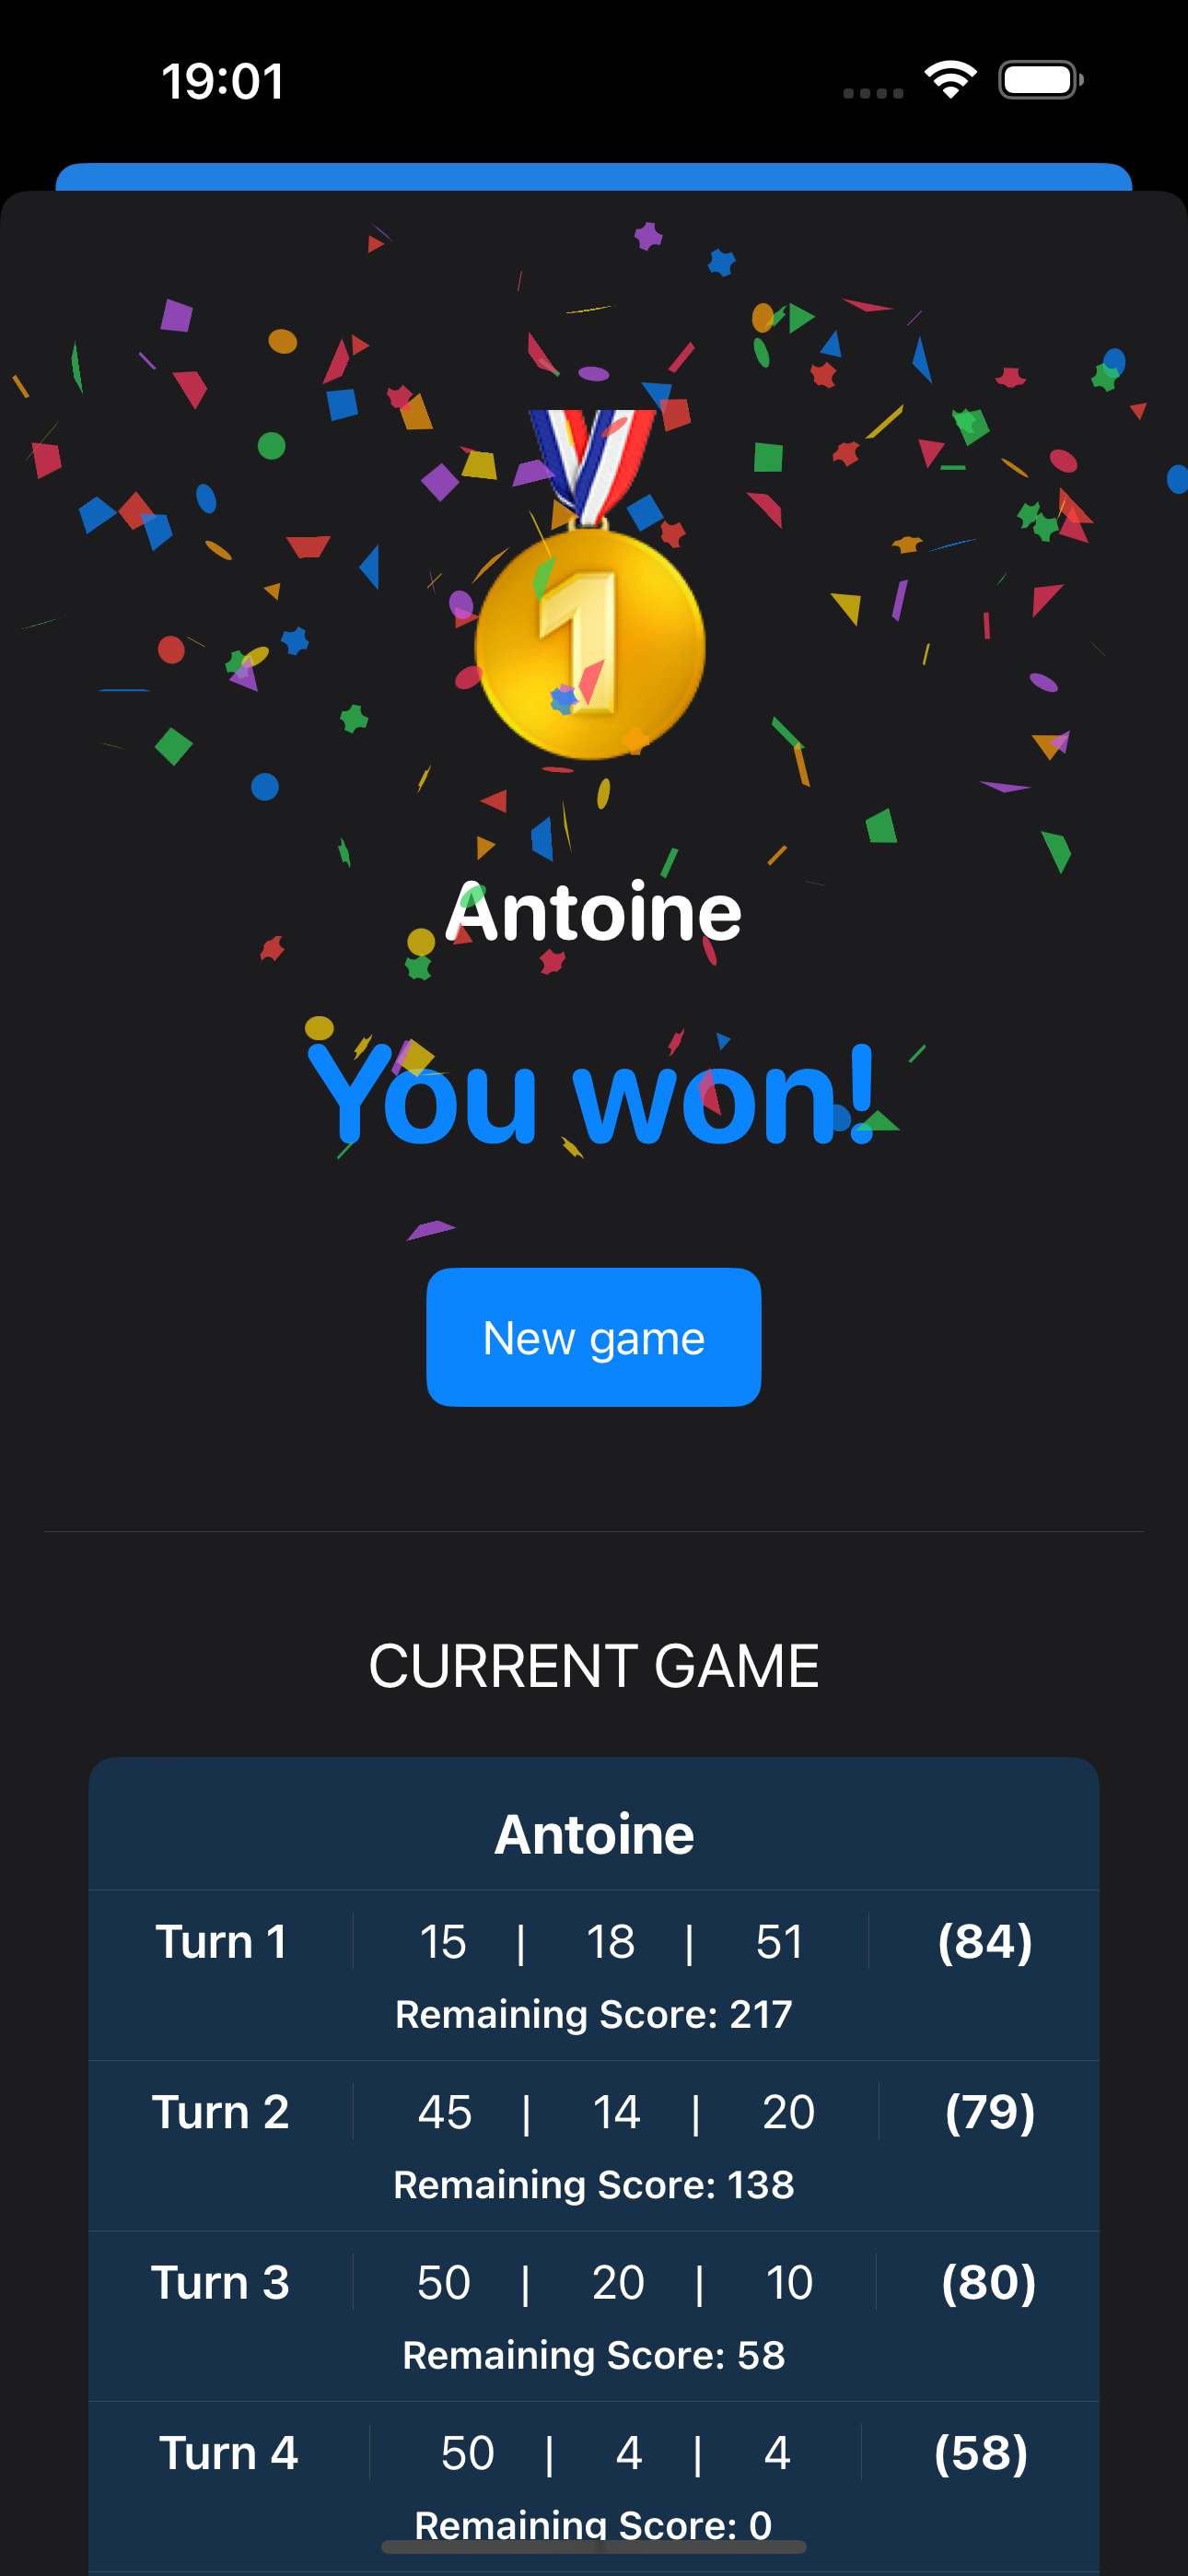 19:01
1
Antoine
You won!
New game
CURRENT GAME
Antoine
Turn 1 15 | 18 | 51 (84)
Remaining Score: 217
Turn 2 45 | 14 | 20 (79)
Remaining Score: 138
Turn 3 50 | 20 | 10 (80)
Remaining Score: 58
Turn 4 50 | 4 | 4 (58)
Remaining Score: 0